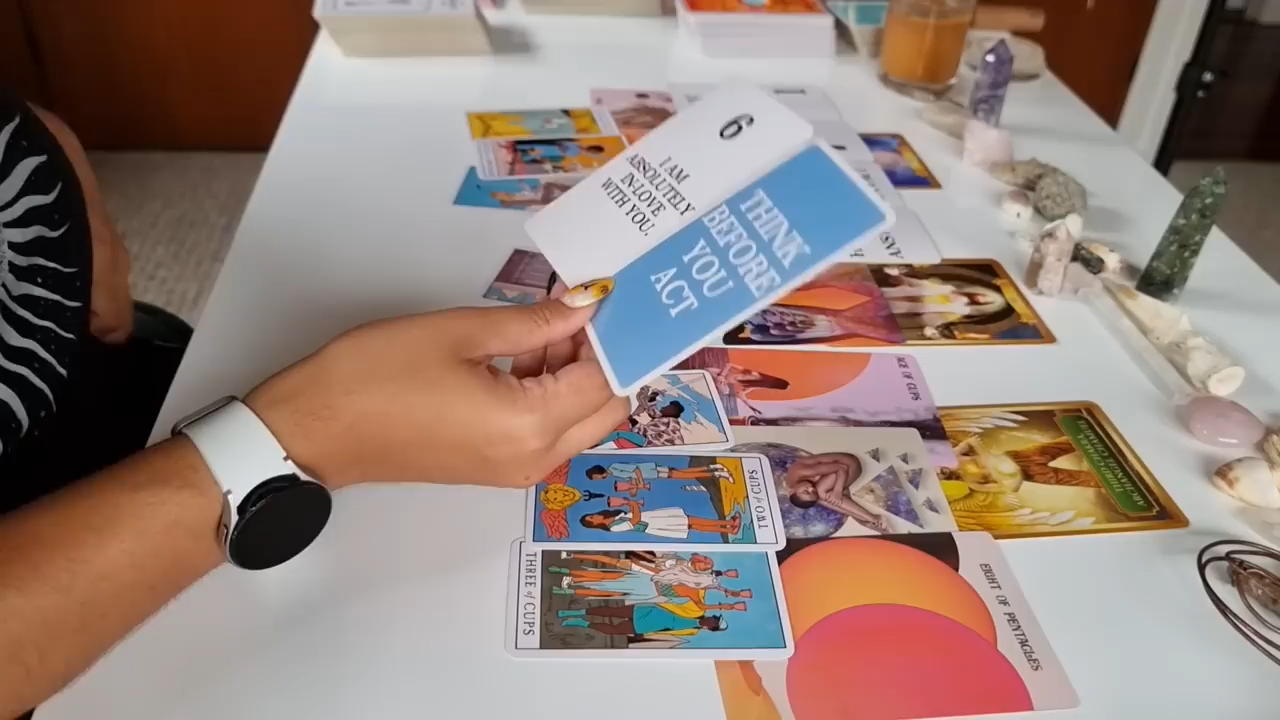 6
I AM
ABSOLUTELY
IN-LOVE
WITH YOU.
THINK
BEFORE
YOU
ACT
ACE OF CUPS
TWO of CUPS
THREE of CUPS
EIGHT OF PENTACLES